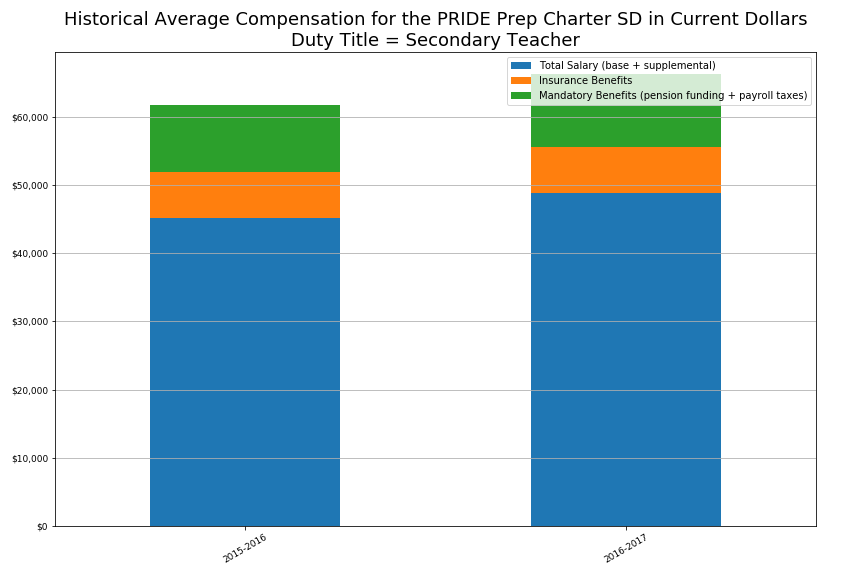 Historical Average Compensation for the PRIDE Prep Charter SD in Current Dollars
Duty Title = Secondary Teacher
Total Salary (base + supplemental)
Insurance Benefits
Mandatory Benefits (pension funding + payroll taxes)
$60,000
$50,000
$40,000
$30,000
$20,000
$10,000
$0
2015-2016
2016-2017